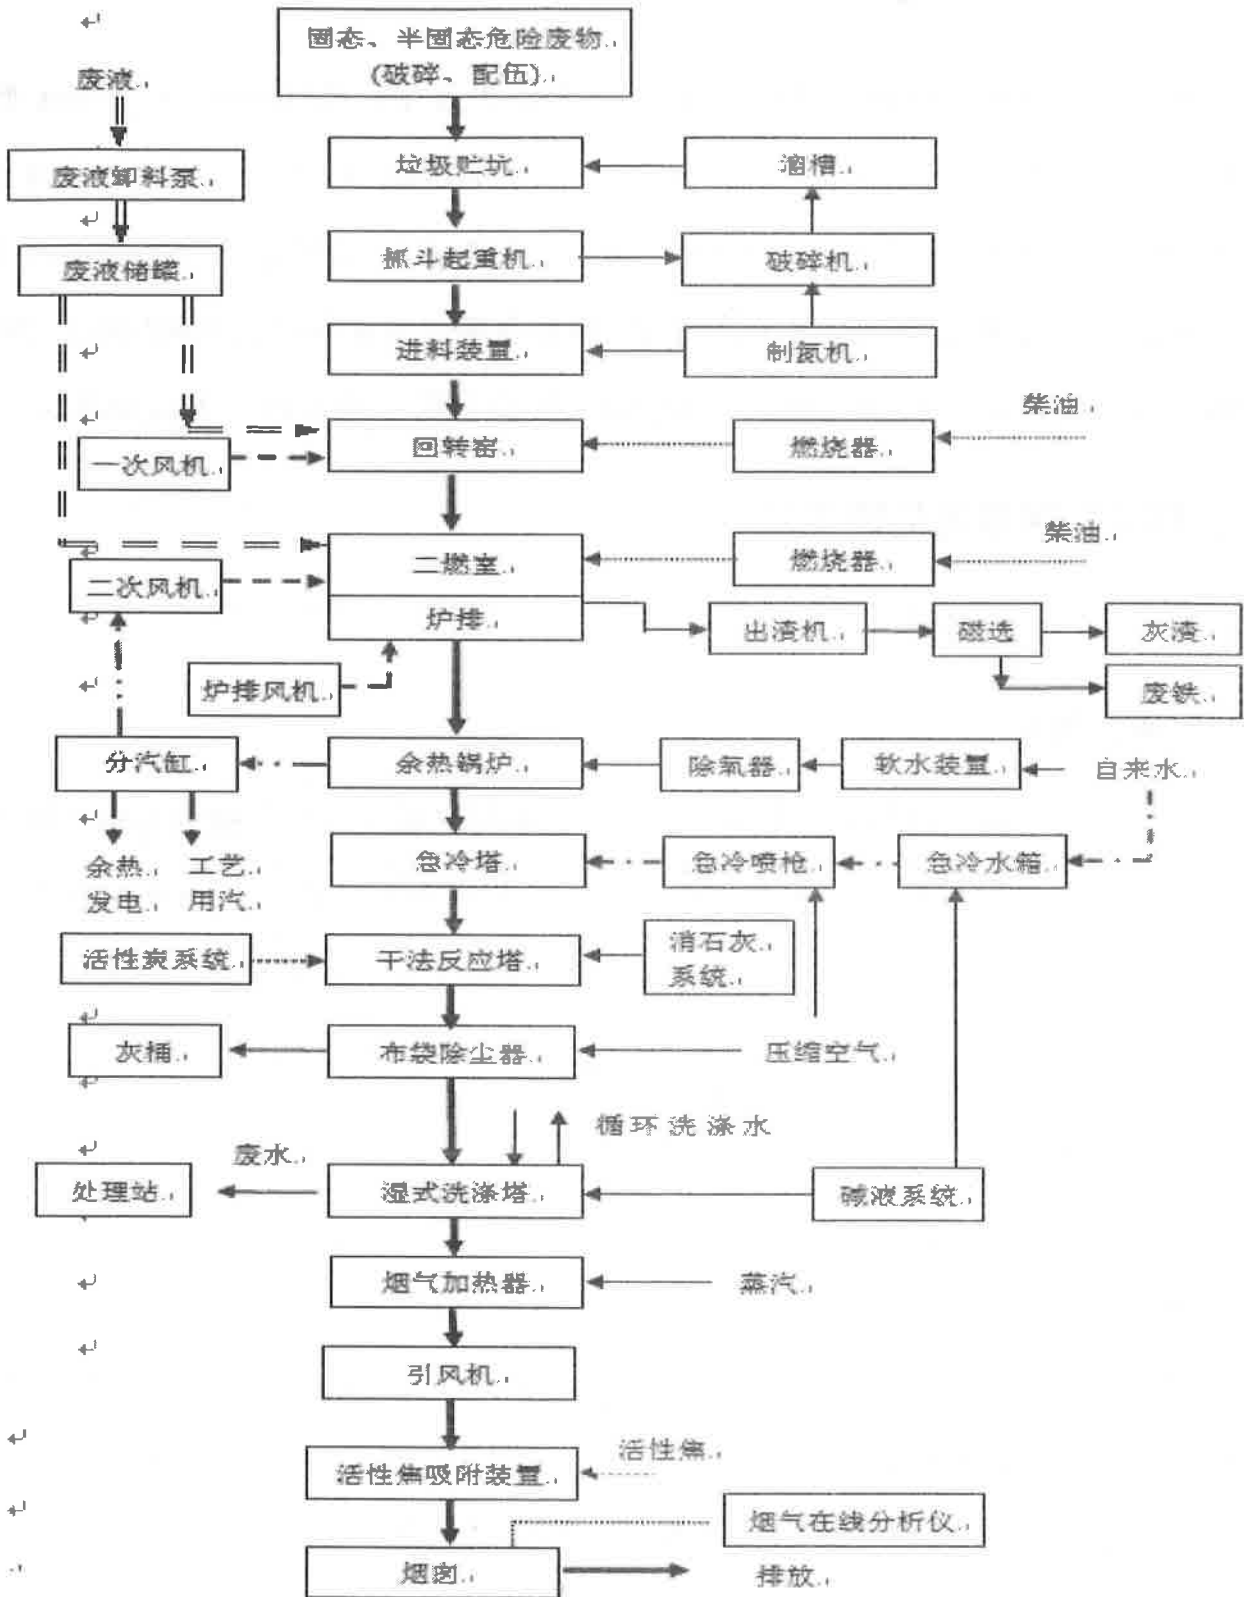 固态、半固态危险废物
(破碎、配伍)
废液
垃圾贮坑
溜槽
废液卸料泵
抓斗起重机
破碎机
废液储罐
进料装置
制氮机
柴油
回转窑
燃烧器
一次风机
柴油
二燃室
燃烧器
二次风机
炉排
出渣机
磁选
灰渣
炉排风机
废铁
分汽缸
余热锅炉
除氧器
软水装置
自来水
余热
发电
工艺
用汽
急冷塔
急冷喷枪
急冷水箱
活性炭系统
干法反应塔
消石灰
系统
灰桶
布袋除尘器
压缩空气
循环洗涤水
废水
处理站
湿式洗涤塔
碱液系统
烟气加热器
蒸汽
引风机
活性焦
活性焦吸附装置
烟气在线分析仪
烟囱
排放